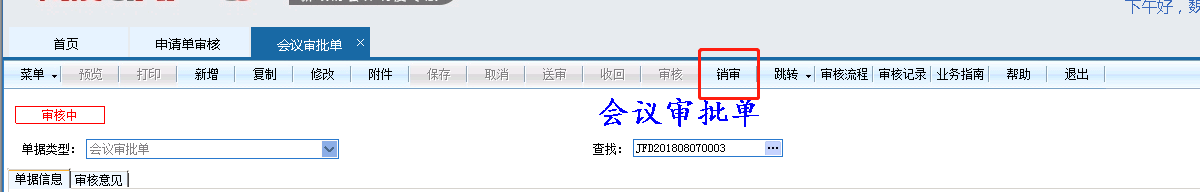 下午好，魏
首页 申请单审核 会议审批单 ×
菜单 预览 打印 新增 复制 修改 附件 保存 取消 送审 收回 审核 销审 跳转 审核流程 审核记录 业务指南 帮助 退出
审核中
会议审批单
单据类型： 会议审批单 查找： JFD201808070003 ...
单据信息 审核意见